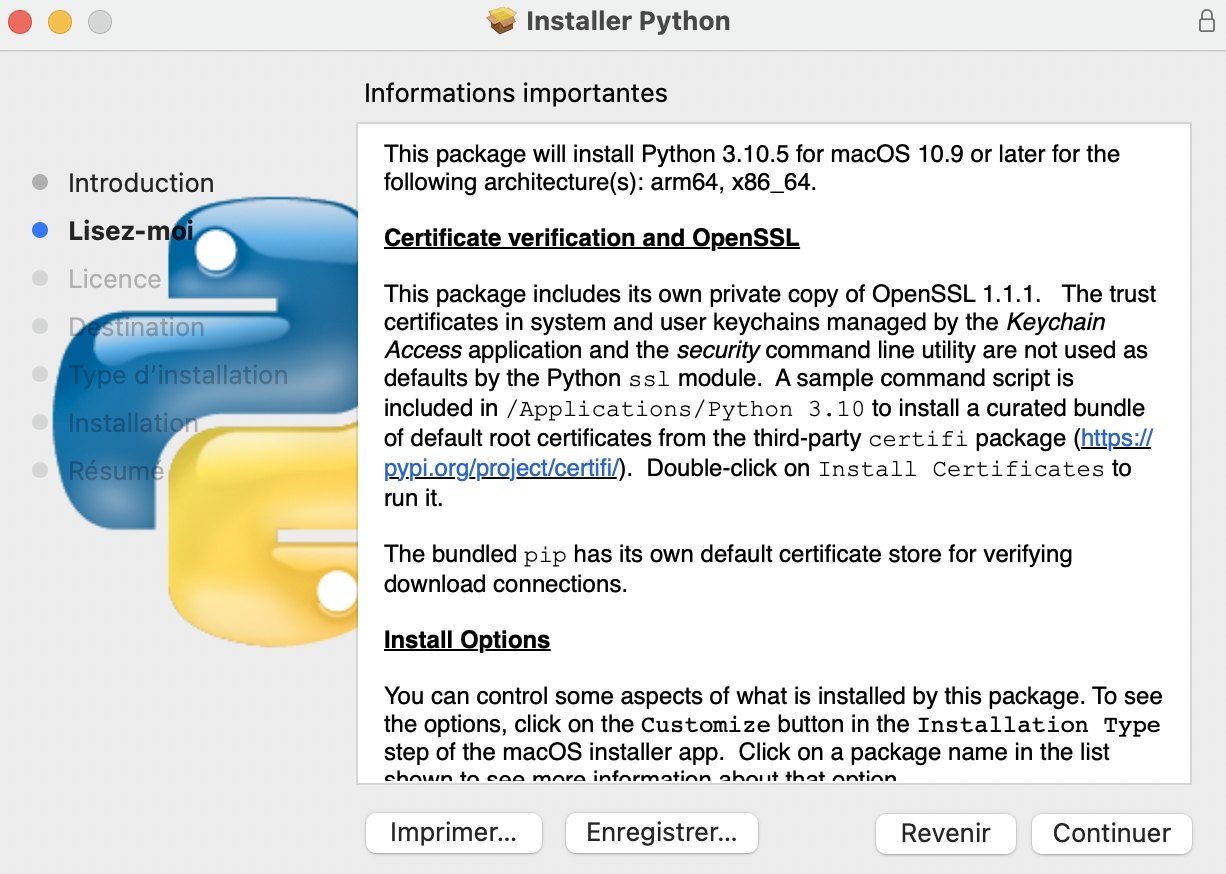 Installer Python
Informations importantes
Introduction
Lisez-moi
Licence
Destination
Type d’installation
Installation
Résumé
This package will install Python 3.10.5 for macOS 10.9 or later for the
following architecture(s): arm64, x86_64.
Certificate verification and OpenSSL
This package includes its own private copy of OpenSSL 1.1.1.   The trust
certificates in system and user keychains managed by the Keychain
Access application and the security command line utility are not used as
defaults by the Python ssl module.  A sample command script is
included in /Applications/Python 3.10 to install a curated bundle
of default root certificates from the third-party certifi package (https://
pypi.org/project/certifi/).  Double-click on Install Certificates to
run it.
The bundled pip has its own default certificate store for verifying
download connections.
Install Options
You can control some aspects of what is installed by this package. To see
the options, click on the Customize button in the Installation Type
step of the macOS installer app.  Click on a package name in the list
shown to see more information about that option.
Imprimer...
Enregistrer...
Revenir
Continuer